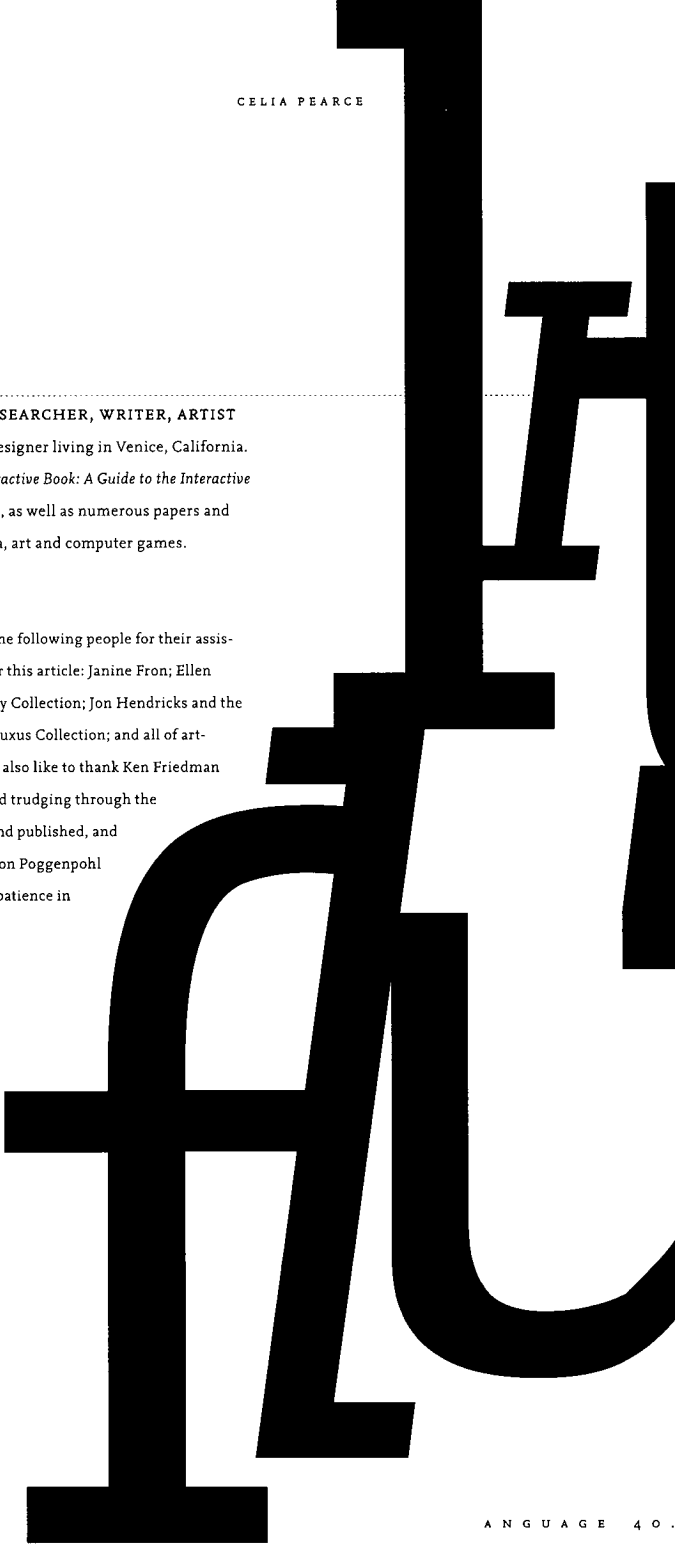 CELIA PEARCE
SEARCHER, WRITER, ARTIST
esigner living in Venice, California.
active Book: A Guide to the Interactive
, as well as numerous papers and
, art and computer games.
he following people for their assis-
r this article: Janine Fron; Ellen
y Collection; Jon Hendricks and the
uxus Collection; and all of art-
also like to thank Ken Friedman
d trudging through the
nd published, and
on Poggenpohl
patience in
flu
ANGUAGE 40.